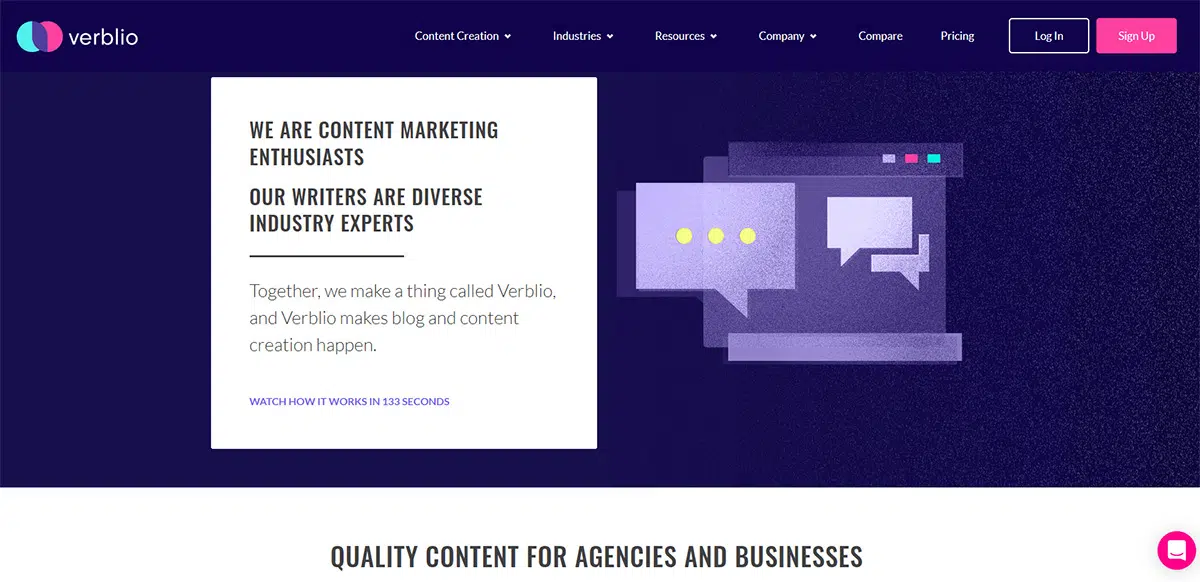 verblio
Content Creation
Industries
Resources
Company
Compare
Pricing
Log In
Sign Up
WE ARE CONTENT MARKETING
ENTHUSIASTS
OUR WRITERS ARE DIVERSE
INDUSTRY EXPERTS
Together, we make a thing called Verblio,
and Verblio makes blog and content
creation happen.
WATCH HOW IT WORKS IN 133 SECONDS
QUALITY CONTENT FOR AGENCIES AND BUSINESSES